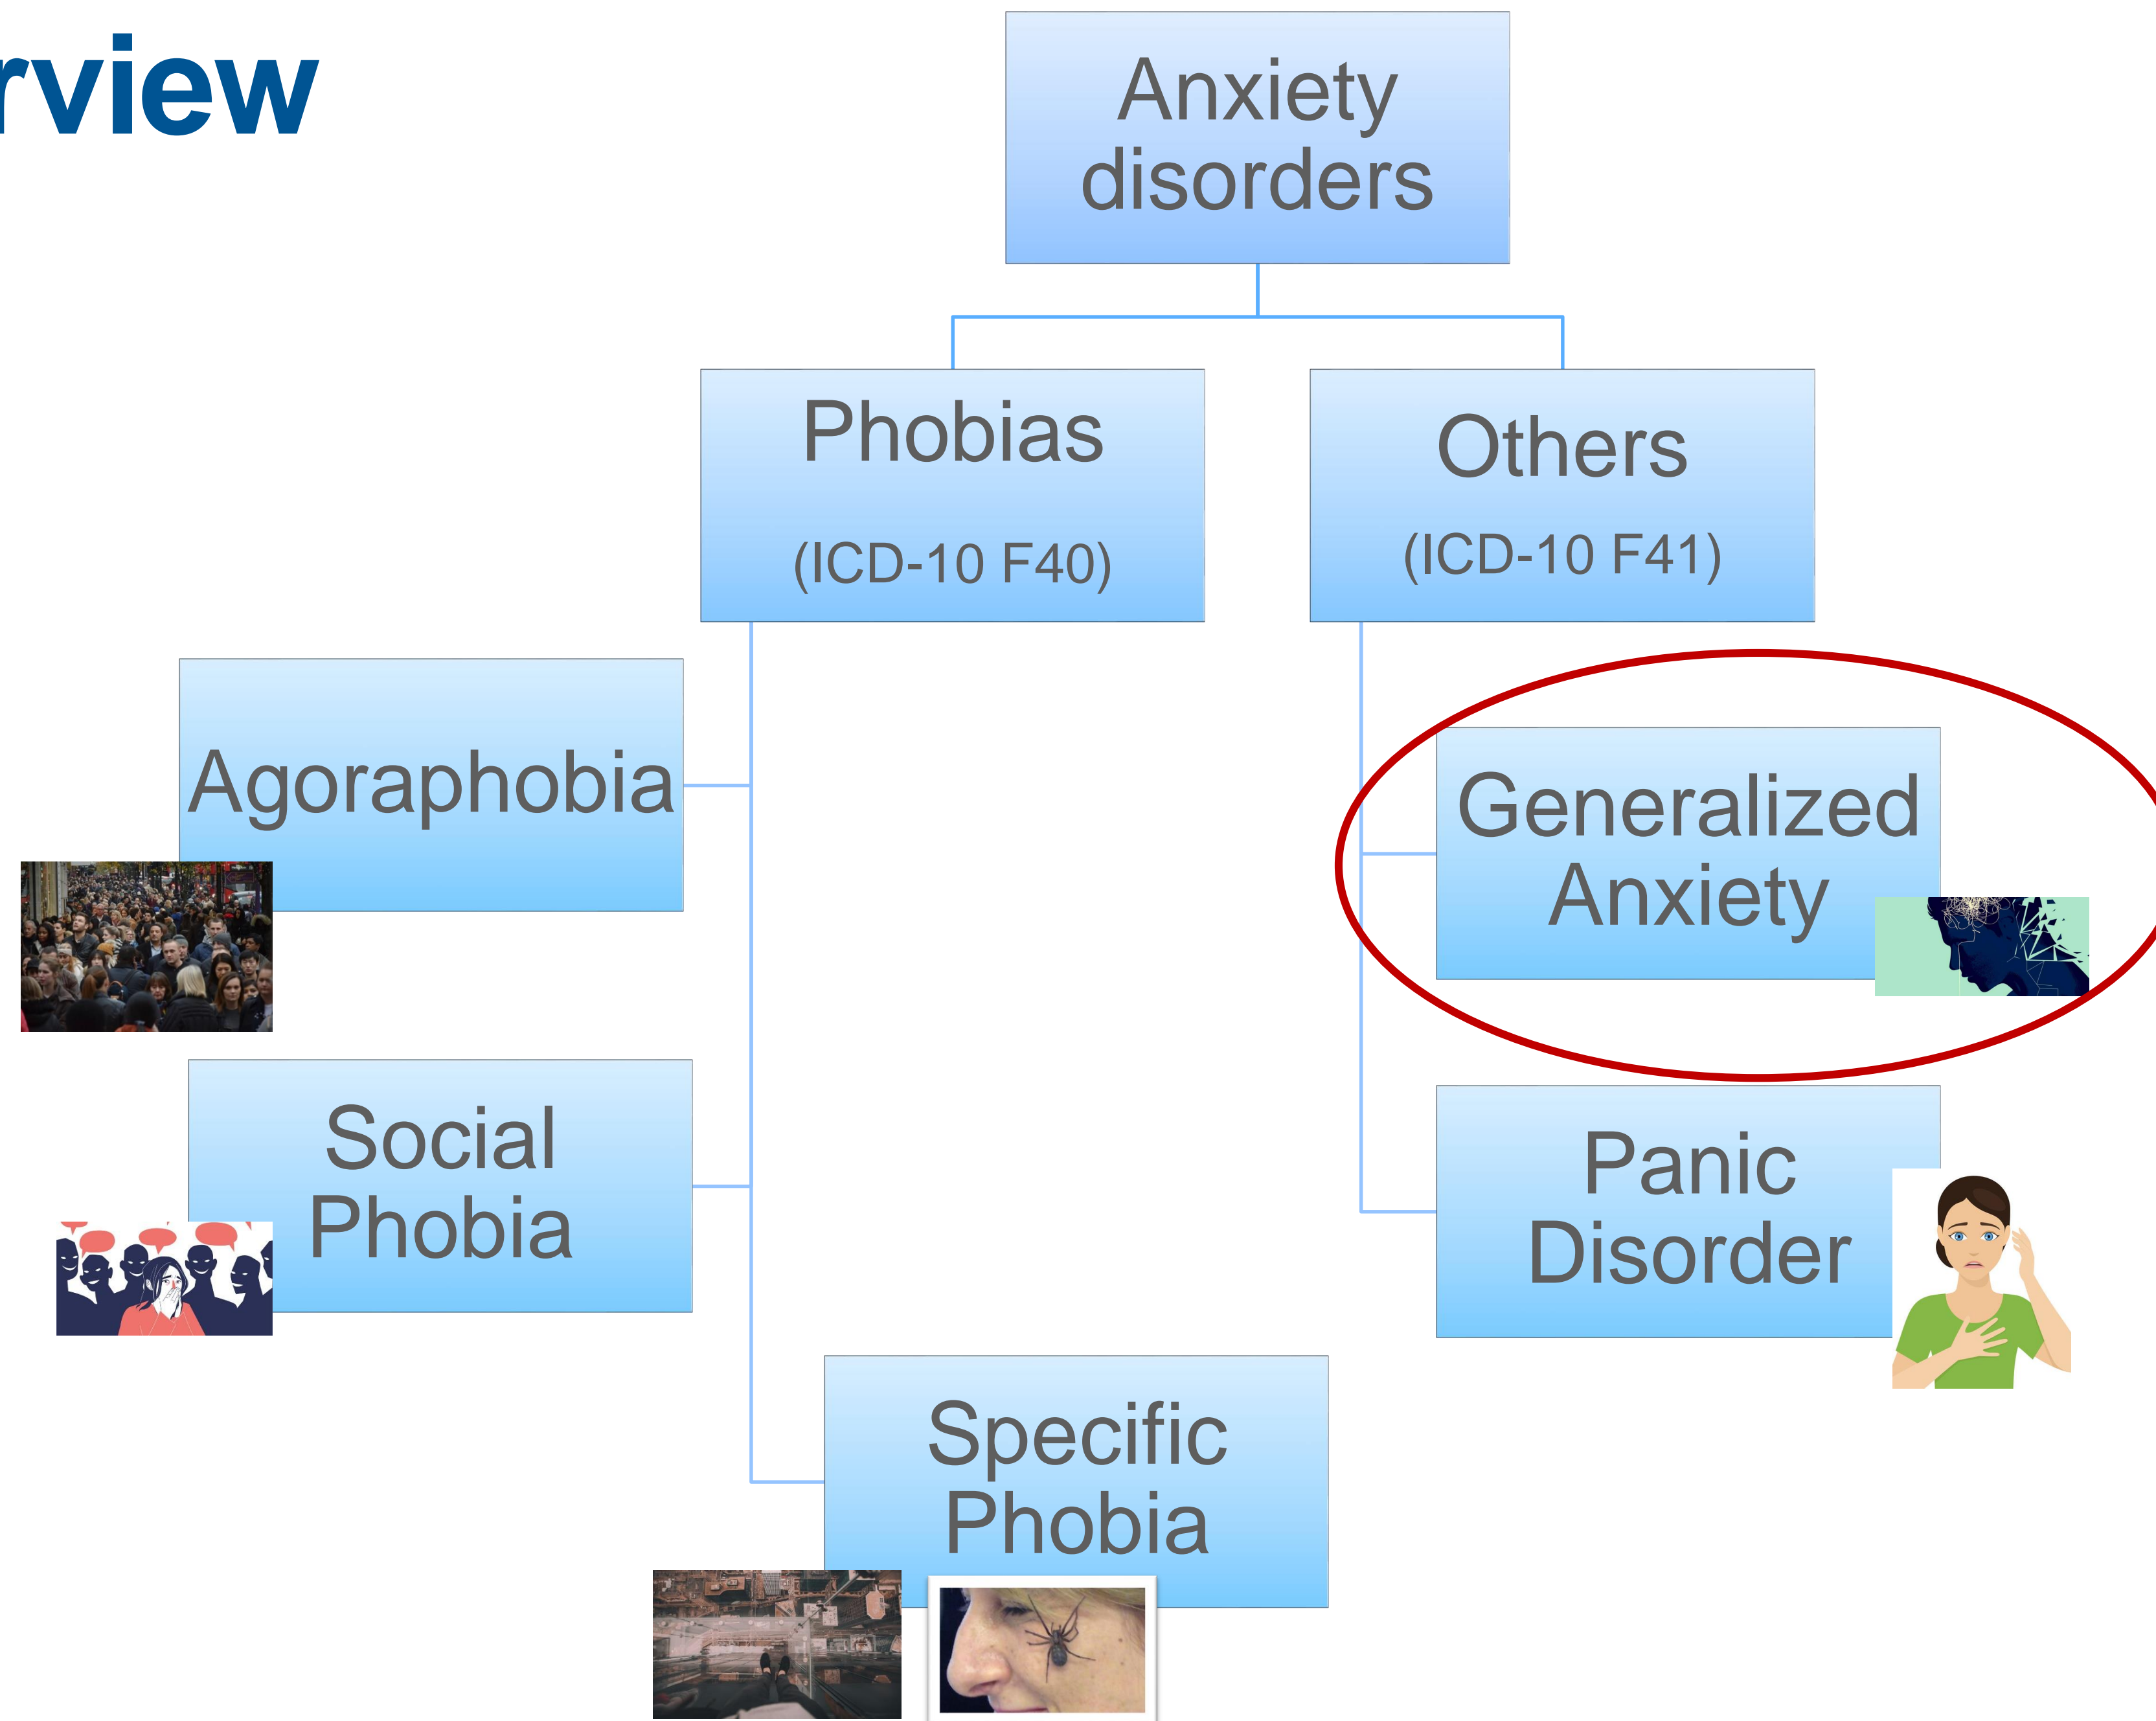 rview
Anxiety
disorders
Phobias
(ICD-10 F40)
Others
(ICD-10 F41)
Agoraphobia
Generalized
Anxiety
Social
Phobia
Panic
Disorder
Specific
Phobia